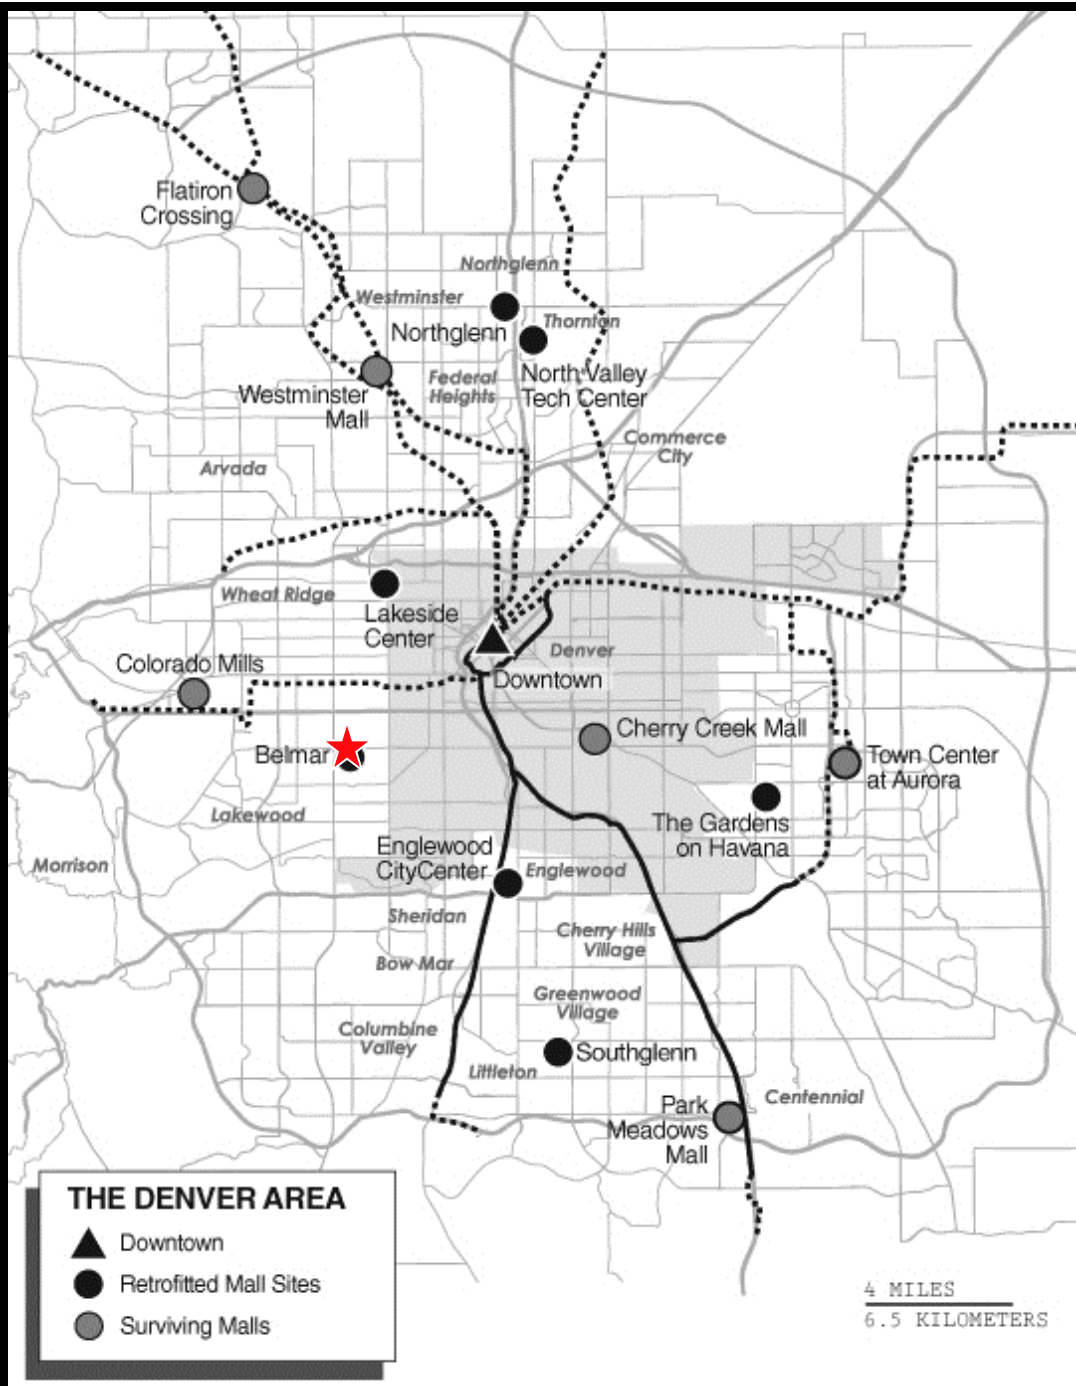 Flatiron
Crossing
Northglenn
Westminster
Northglenn
Thornton
Westminster
Mall
Federal
Heights
North Valley
Tech Center
Commerce
City
Arvada
Wheat Ridge
Lakeside
Center
Denver
Downtown
Colorado Mills
Cherry Creek Mall
Belmar
Town Center
at Aurora
Lakewood
The Gardens
on Havana
Morrison
Englewood
CityCenter
Englewood
Sheridan
Cherry Hills
Village
Bow Mar
Greenwood
Village
Columbine
Valley
Southglenn
Littleton
Park
Meadows
Mall
Centennial
THE DENVER AREA
Downtown
Retrofitted Mall Sites
Surviving Malls
4 MILES
6.5 KILOMETERS